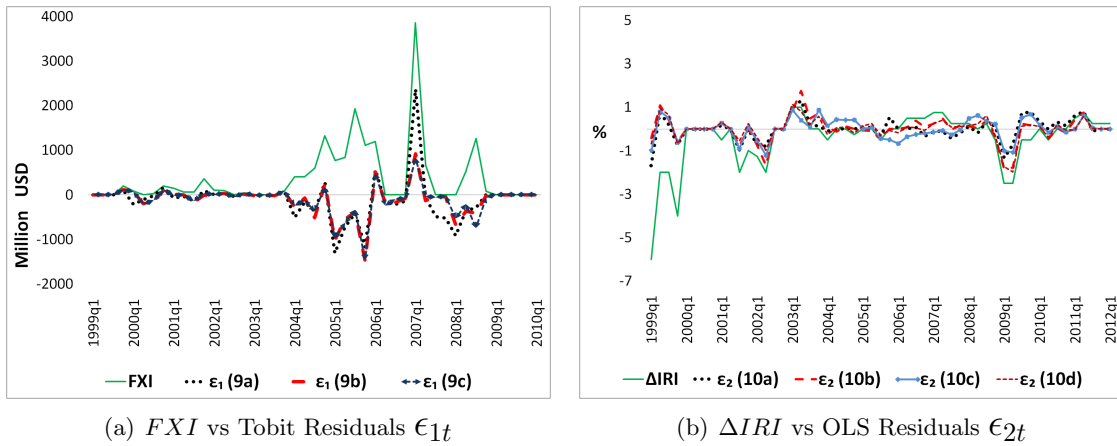 4000
3000
2000
1000
0
-1000
-2000
Million USD
1999q1
2000q1
2001q1
2002q1
2003q1
2004q1
2005q1
2006q1
2007q1
2008q1
2009q1
2010q1
FXI ε₁ (9a) ε₁ (9b) ε₁ (9c)
(a) FXI vs Tobit Residuals ϵ₁ₜ
5
3
1
-1
-3
-5
-7
%
1999q1
2000q1
2001q1
2002q1
2003q1
2004q1
2005q1
2006q1
2007q1
2008q1
2009q1
2010q1
2011q1
2012q1
ΔIRI ε₂ (10a) ε₂ (10b) ε₂ (10c) ε₂ (10d)
(b) ΔIRI vs OLS Residuals ϵ₂ₜ